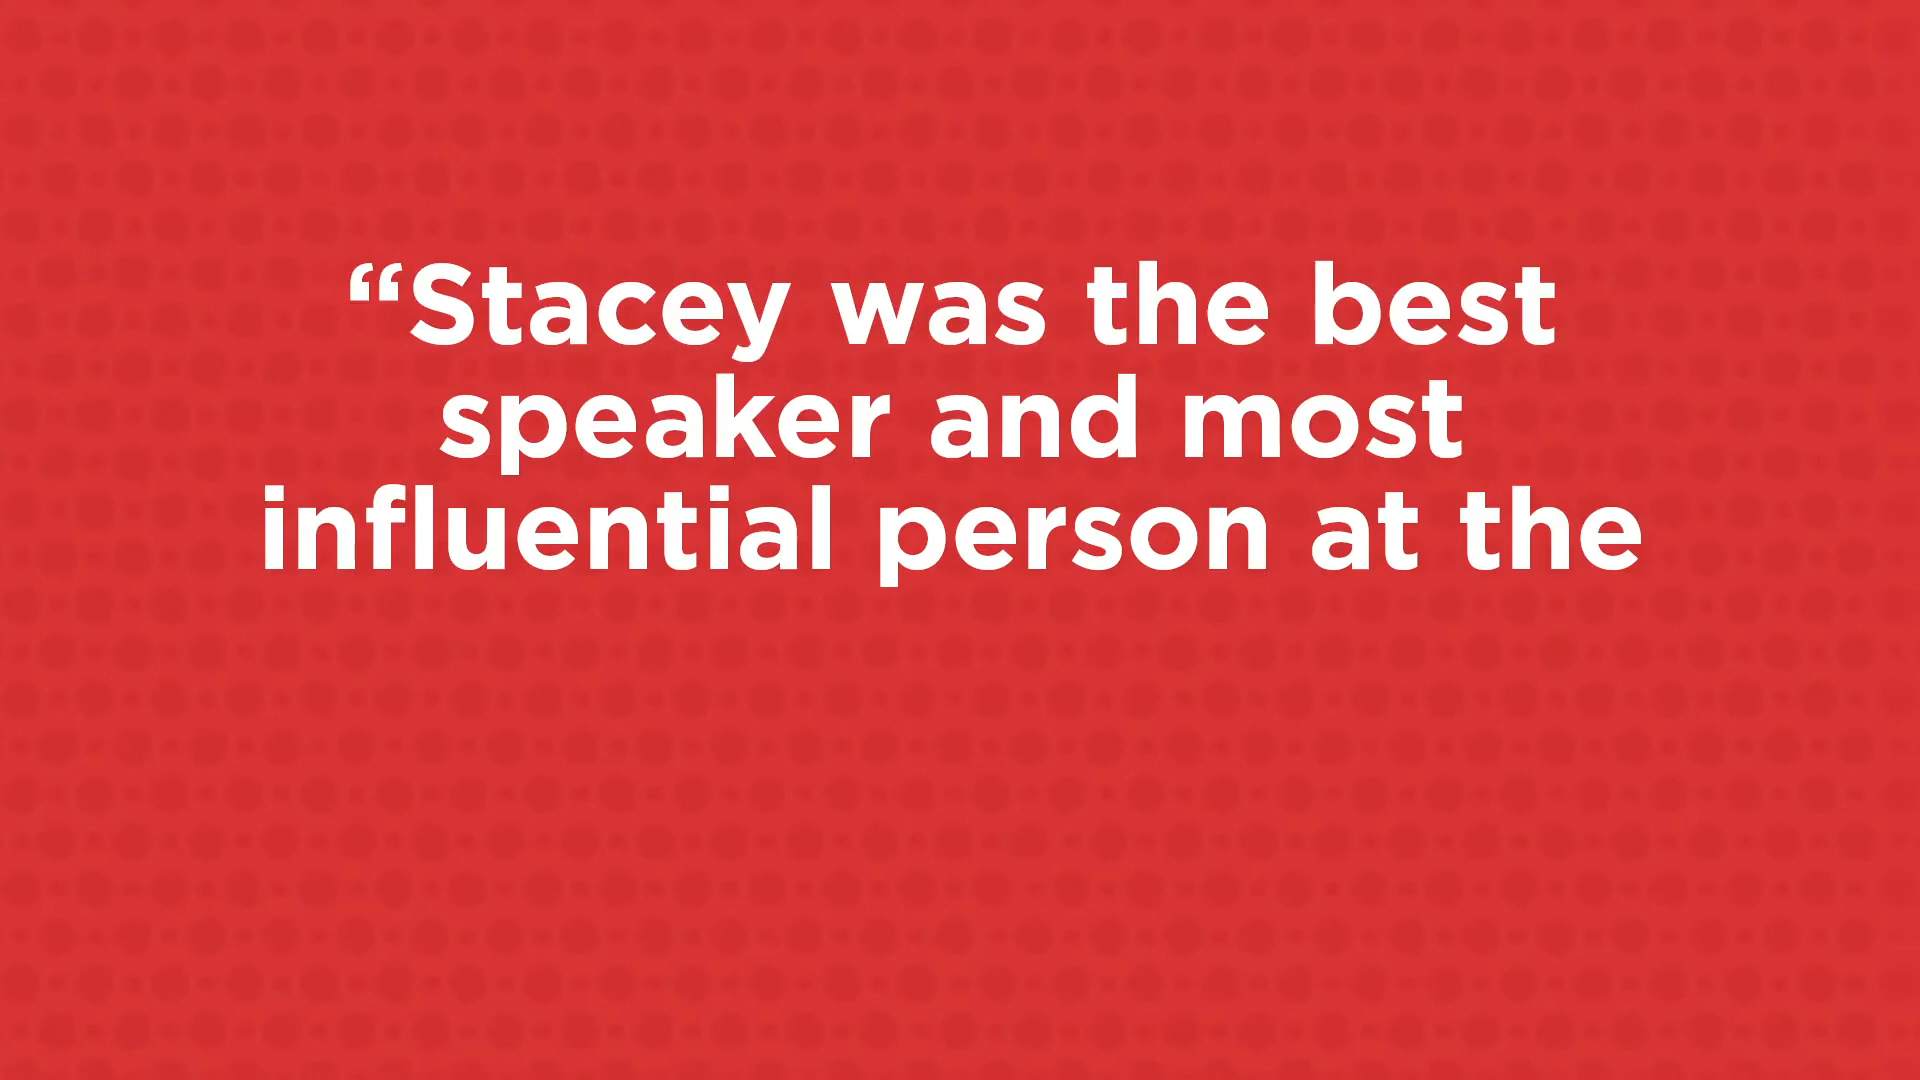 “Stacey was the best
speaker and most
influential person at the